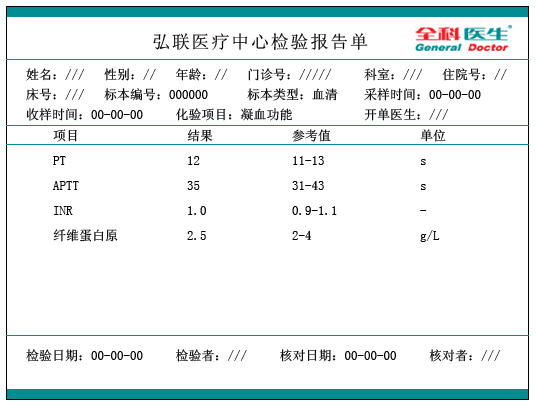 弘联医疗中心检验报告单
全科医生®
General Doctor
姓名: /// 性别: // 年龄: // 门诊号: ///// 科室: /// 住院号: //
床号: /// 标本编号: 000000 标本类型: 血清 采样时间: 00-00-00
收样时间: 00-00-00 化验项目: 凝血功能 开单医生: ///
项目 结果 参考值 单位
PT 12 11-13 s
APTT 35 31-43 s
INR 1.0 0.9-1.1 -
纤维蛋白原 2.5 2-4 g/L
检验日期: 00-00-00 检验者: /// 核对日期: 00-00-00 核对者: ///